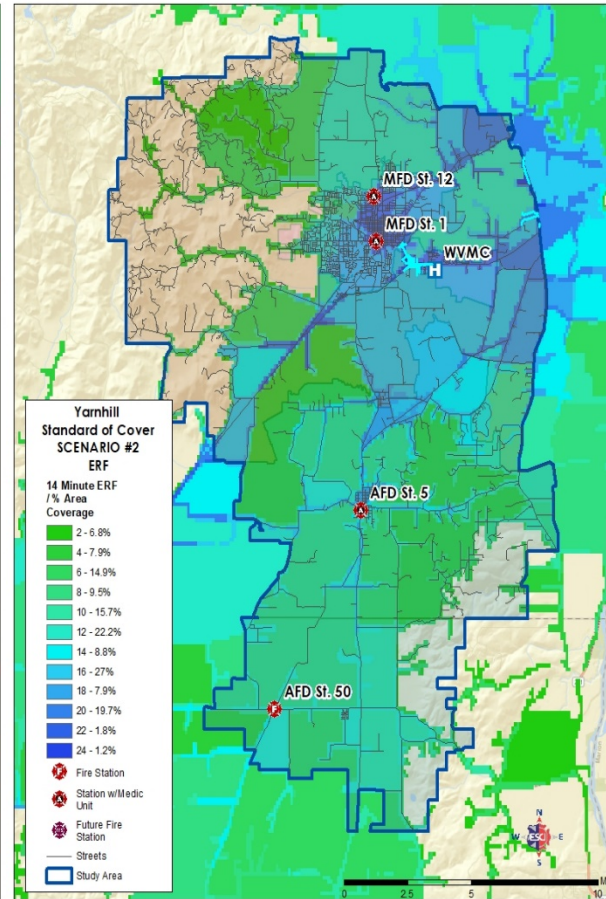 MFD St. 12
MFD St. 1
WVMC
H
AFD St. 5
AFD St. 50
Yarnhill
Standard of Cover
SCENARIO #2
ERF
14 Minute ERF
/ % Area
Coverage
2 - 6.8%
4 - 7.9%
6 - 14.9%
8 - 9.5%
10 - 15.7%
12 - 22.2%
14 - 8.8%
16 - 27%
18 - 7.9%
20 - 19.7%
22 - 1.8%
24 - 1.2%
F Fire Station
A Station w/Medic
Unit
Future Fire
Station
Streets
Study Area
N
W E
S
0 2.5 5 10